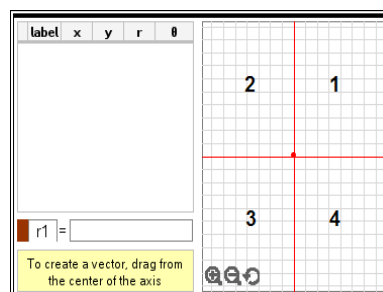 label x y r θ
2 1
3 4
r1 =
To create a vector, drag from
the center of the axis